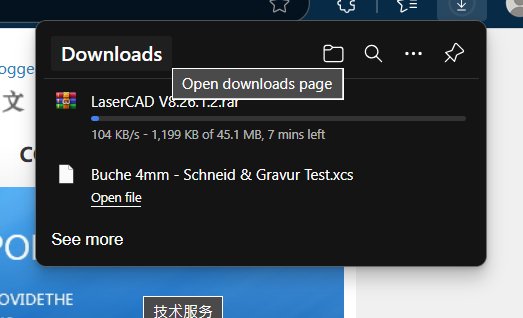 ogge
Downloads
文
Open downloads page
LaserCAD V8.26.1.2.rar
104 KB/s - 1,199 KB of 45.1 MB, 7 mins left
Buche 4mm - Schneid & Gravur Test.xcs
Open file
See more
OVIDETHE
技术服务